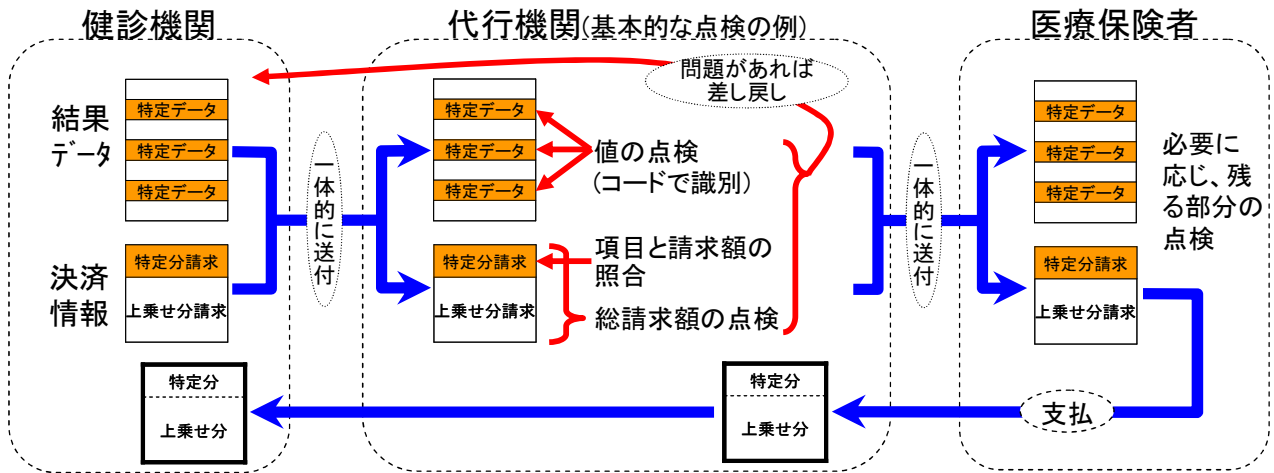 健診機関
代行機関(基本的な点検の例)
医療保険者
問題があれば
差し戻し
結果
データ
特定データ
特定データ
特定データ
一体的に送付
特定データ
特定データ
特定データ
値の点検
(コードで識別)
一体的に送付
特定データ
特定データ
特定データ
必要に
応じ、残
る部分の
点検
決済
情報
特定分請求
上乗せ分請求
特定分請求
上乗せ分請求
項目と請求額の
照合
総請求額の点検
特定分請求
上乗せ分請求
特定分
上乗せ分
特定分
上乗せ分
支払